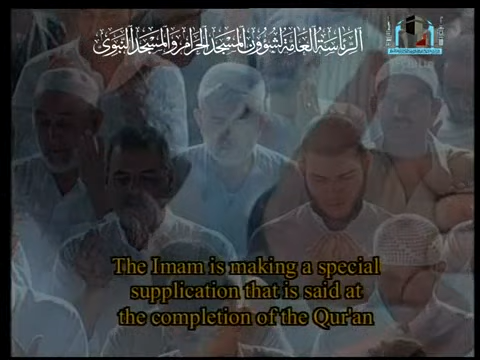 الرئاسة العامة لشؤون المسجد الحرام والمسجد النبوي
The Imam is making a special
supplication that is said at
the completion of the Qur'an